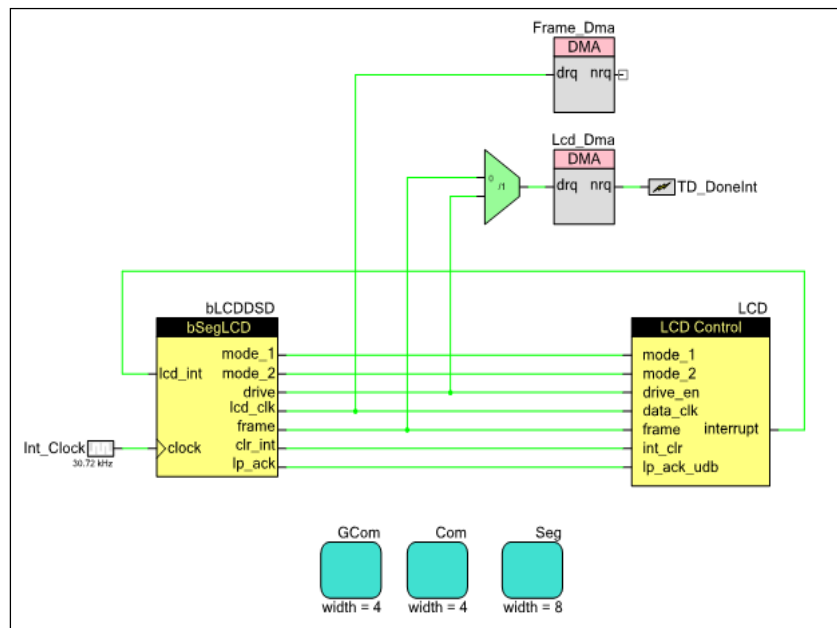 Frame_Dma
DMA
drq nrq
Lcd_Dma
DMA
drq nrq
TD_DoneInt
0
/1
bLCDDSD
bSegLCD
lcd_int
clock
mode_1
mode_2
drive
lcd_clk
frame
clr_int
lp_ack
Int_Clock
30.72 kHz
LCD
LCD Control
mode_1
mode_2
drive_en
data_clk
frame
int_clr
lp_ack_udb
interrupt
GCom
width = 4
Com
width = 4
Seg
width = 8